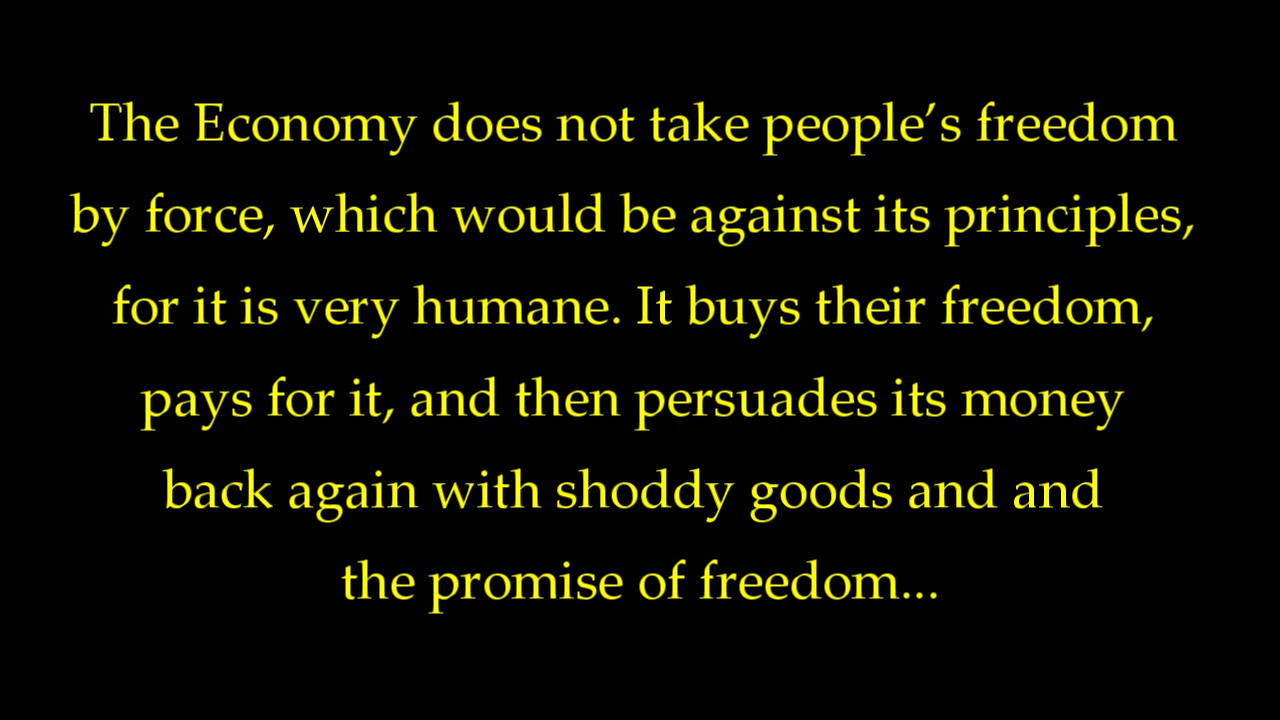 The Economy does not take people’s freedom
by force, which would be against its principles,
for it is very humane. It buys their freedom,
pays for it, and then persuades its money
back again with shoddy goods and and
the promise of freedom...